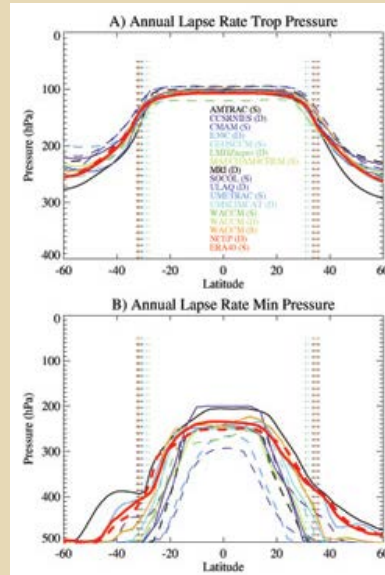 A) Annual Lapse Rate Trop Pressure
0
100
200
300
400
Pressure (hPa)
AMTRAC (S)
CCSRNIES (D)
CMAM (S)
E39C (D)
GEOSCCM (S)
LMDZrepro (D)
MAECHAM4CHEM (S)
MRI (D)
SOCOL (S)
ULAQ (D)
UMETRAC (S)
UMSLIMCAT (D)
WACCM (S)
WACCM (D)
WACCM (S)
NCEP (D)
ERA40 (S)
-60 -40 -20 0 20 40 60
Latitude
B) Annual Lapse Rate Min Pressure
0
100
200
300
400
500
Pressure (hPa)
-60 -40 -20 0 20 40 60
Latitude